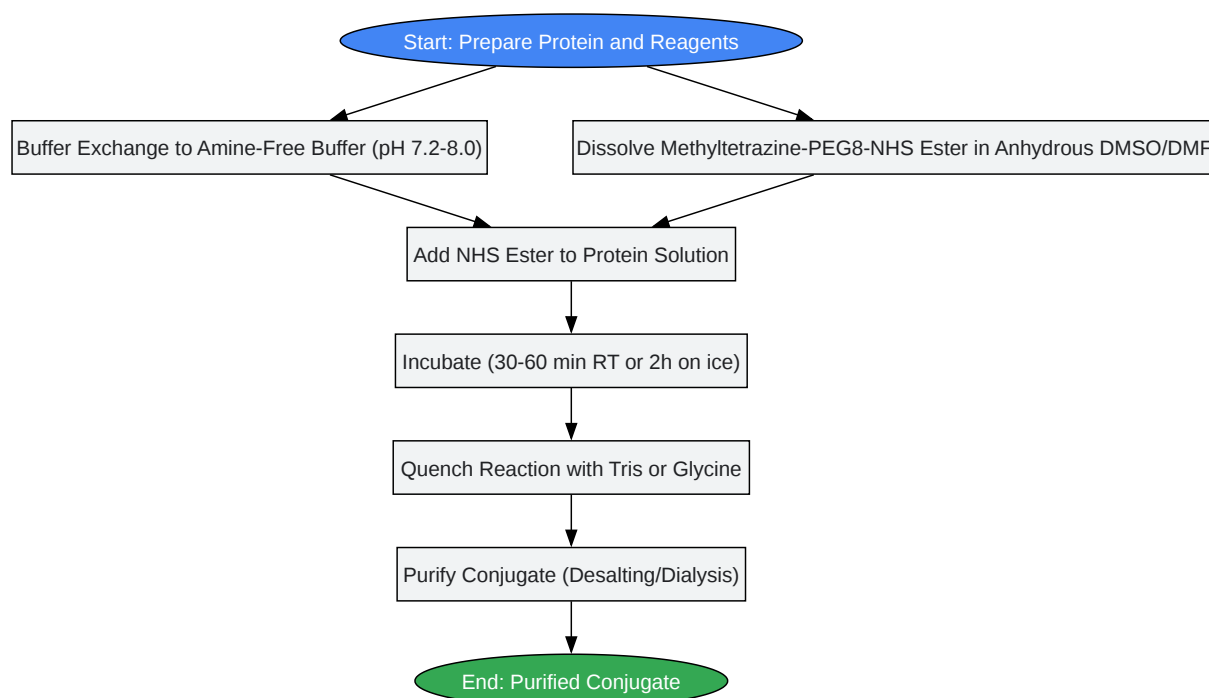 Start: Prepare Protein and Reagents
Buffer Exchange to Amine-Free Buffer (pH 7.2-8.0)
Dissolve Methyltetrazine-PEG8-NHS Ester in Anhydrous DMSO/DMF
Add NHS Ester to Protein Solution
Incubate (30-60 min RT or 2h on ice)
Quench Reaction with Tris or Glycine
Purify Conjugate (Desalting/Dialysis)
End: Purified Conjugate